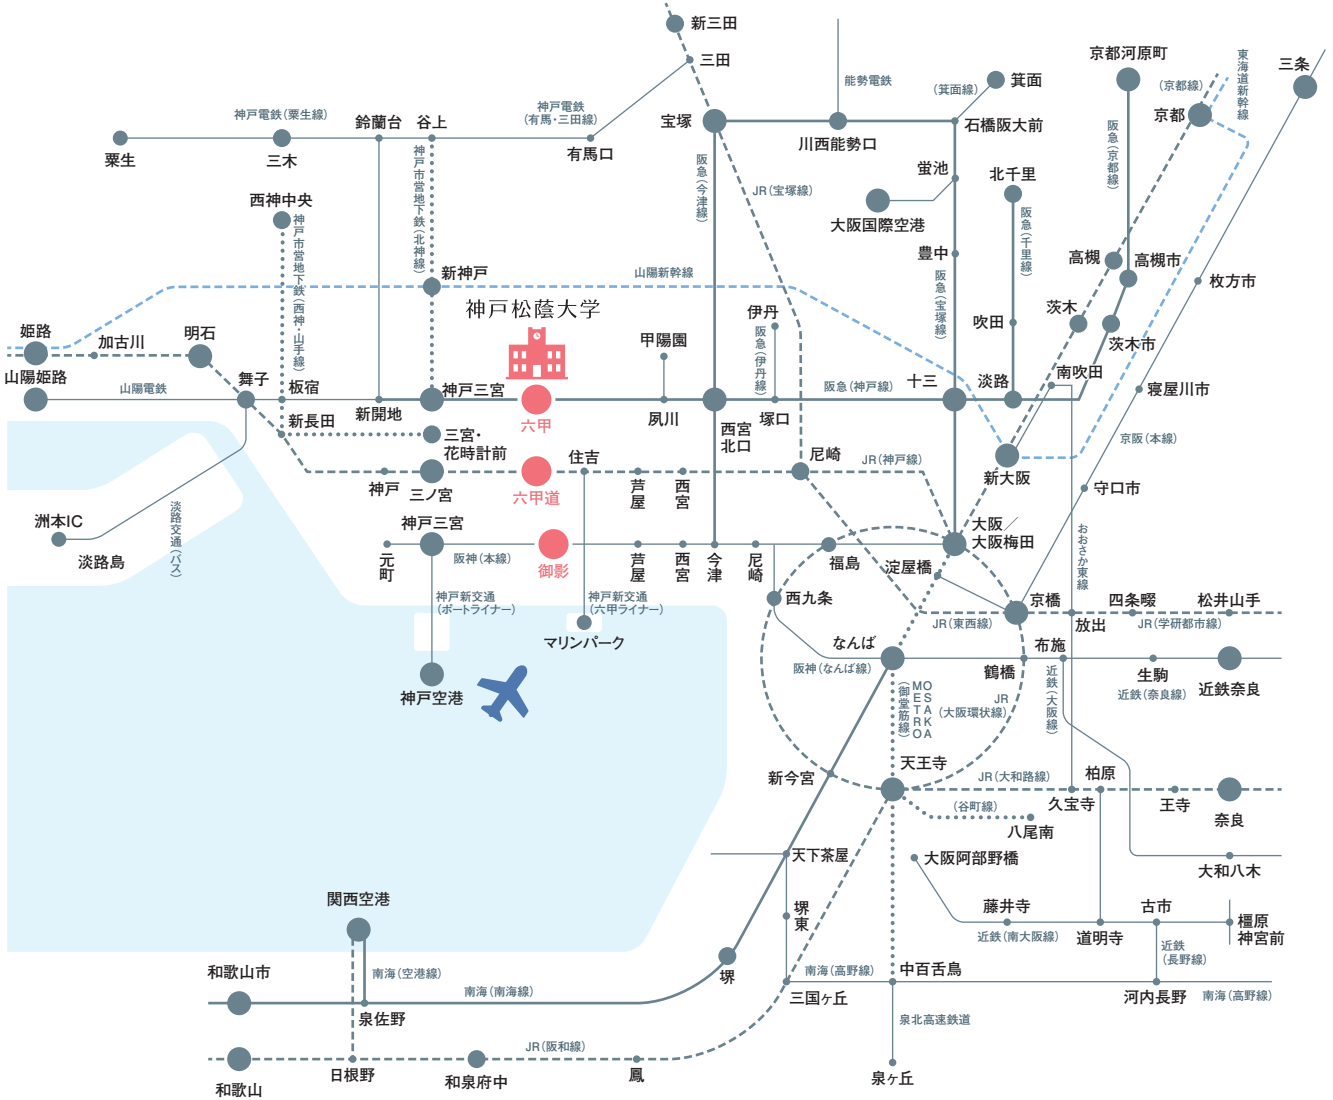 新三田
三田
能勢電鉄
箕面
(箕面線)
京都河原町
(京都線)
東海道新幹線
三条
神戸電鉄(粟生線)
神戸電鉄
(有馬・三田線)
粟生
三木
鈴蘭台
谷上
有馬口
宝塚
川西能勢口
石橋阪大前
京都
阪急(京都線)
神戸市営地下鉄(北神線)
阪急(今津線)
JR(宝塚線)
蛍池
大阪国際空港
北千里
阪急(千里線)
西神中央
神戸市営地下鉄(西神・山手線)
豊中
阪急(宝塚線)
高槻
高槻市
枚方市
新神戸
山陽新幹線
神戸松蔭大学
伊丹
阪急(伊丹線)
吹田
茨木
茨木市
姫路
加古川
明石
甲陽園
山陽姫路
山陽電鉄
舞子
板宿
新開地
神戸三宮
六甲
夙川
西宮
北口
塚口
阪急(神戸線)
十三
淡路
南吹田
寝屋川市
新長田
三宮・
花時計前
京阪(本線)
神戸
三ノ宮
六甲道
住吉
芦屋
西宮
尼崎
JR(神戸線)
新大阪
守口市
洲本IC
淡路島
淡路交通(バス)
神戸三宮
元町
阪神(本線)
御影
芦屋
西宮
今津
尼崎
福島
大阪/
大阪梅田
淀屋橋
おおさか東線
神戸新交通
(ポートライナー)
神戸新交通
(六甲ライナー)
マリンパーク
神戸空港
西九条
京橋
JR(東西線)
放出
四条畷
JR(学研都市線)
松井山手
なんば
阪神(なんば線)
鶴橋
布施
近鉄(大阪線)
生駒
近鉄(奈良線)
近鉄奈良
OSAKA
METRO
(御堂筋線)
JR
(大阪環状線)
新今宮
天王寺
JR(大和路線)
柏原
久宝寺
王寺
奈良
(谷町線)
八尾南
天下茶屋
大阪阿部野橋
大和八木
堺東
藤井寺
近鉄(南大阪線)
道明寺
古市
橿原
神宮前
近鉄
(長野線)
関西空港
和歌山市
南海(空港線)
南海(南海線)
泉佐野
堺
三国ヶ丘
南海(高野線)
中百舌鳥
河内長野
南海(高野線)
泉北高速鉄道
泉ヶ丘
和歌山
日根野
和泉府中
JR(阪和線)
鳳